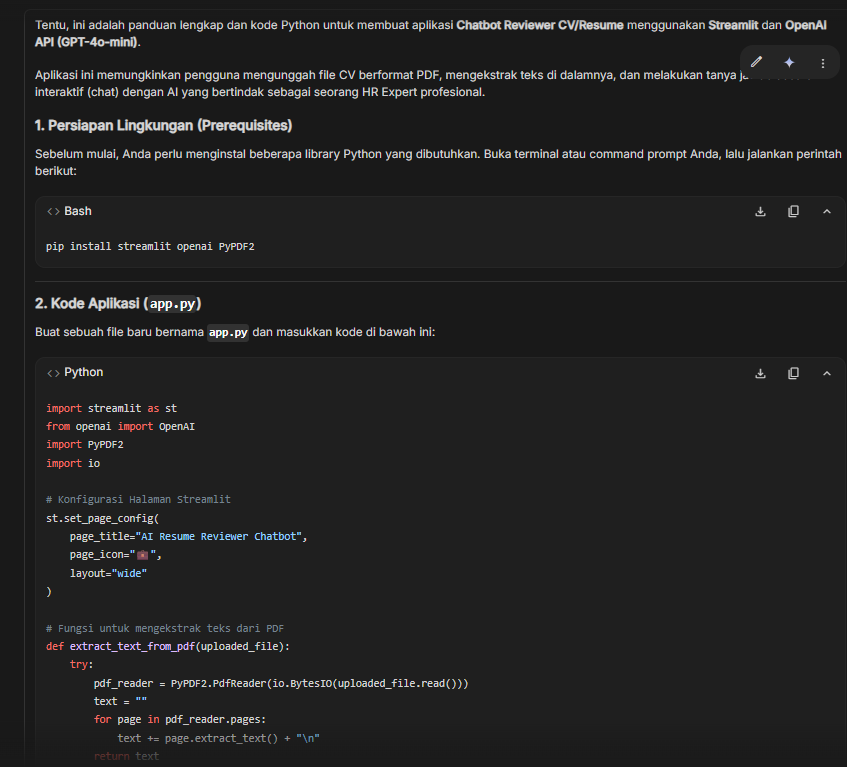 Tentu, ini adalah panduan lengkap dan kode Python untuk membuat aplikasi Chatbot Reviewer CV/Resume menggunakan Streamlit dan OpenAI
API (GPT-4o-mini).
Aplikasi ini memungkinkan pengguna mengunggah file CV berformat PDF, mengekstrak teks di dalamnya, dan melakukan tanya
interaktif (chat) dengan AI yang bertindak sebagai seorang HR Expert profesional.
1. Persiapan Lingkungan (Prerequisites)
Sebelum mulai, Anda perlu menginstal beberapa library Python yang dibutuhkan. Buka terminal atau command prompt Anda, lalu jalankan perintah
berikut:
<> Bash
pip install streamlit openai PyPDF2
2. Kode Aplikasi (app.py)
Buat sebuah file baru bernama app.py dan masukkan kode di bawah ini:
<> Python
import streamlit as st
from openai import OpenAI
import PyPDF2
import io
# Konfigurasi Halaman Streamlit
st.set_page_config(
    page_title="AI Resume Reviewer Chatbot",
    page_icon="💼",
    layout="wide"
)
# Fungsi untuk mengekstrak teks dari PDF
def extract_text_from_pdf(uploaded_file):
    try:
        pdf_reader = PyPDF2.PdfReader(io.BytesIO(uploaded_file.read()))
        text = ""
        for page in pdf_reader.pages:
            text += page.extract_text() + "\n"
        return text